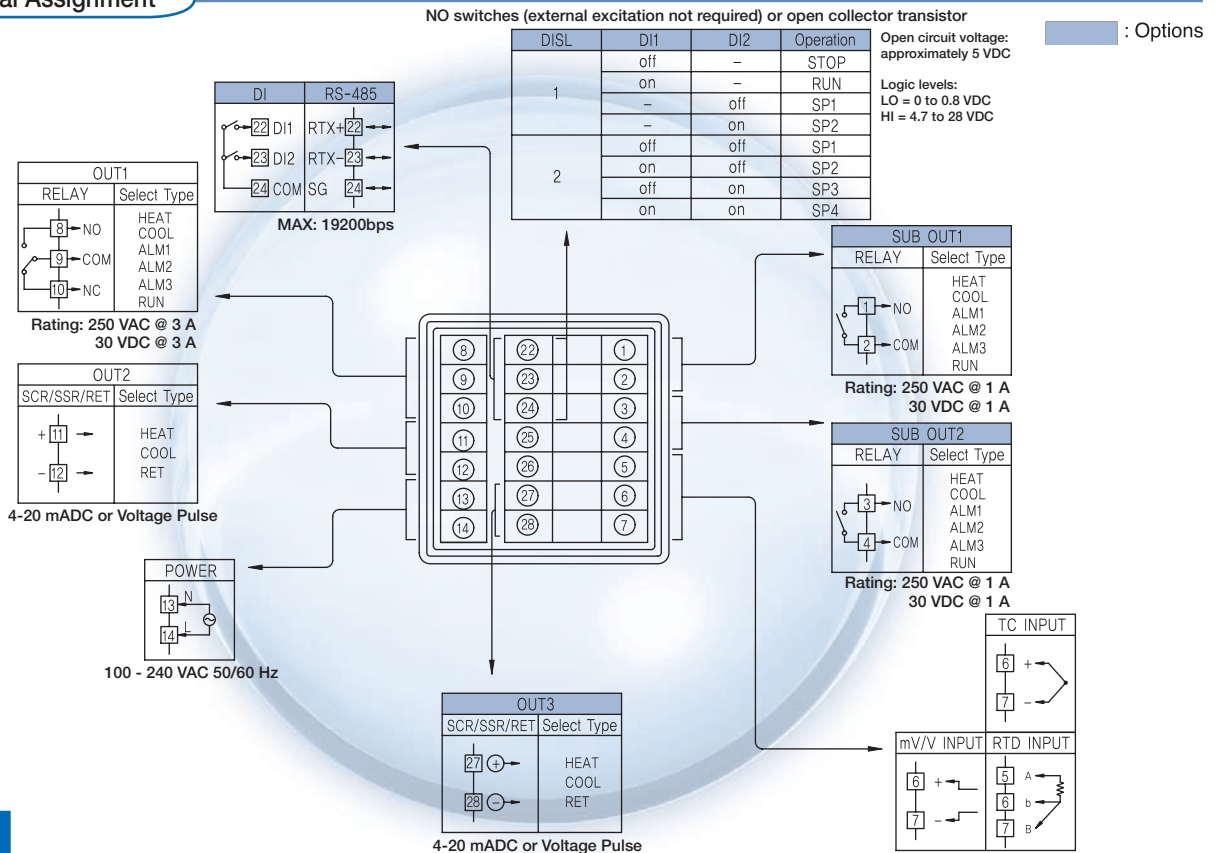 al Assignment
NO switches (external excitation not required) or open collector transistor
: Options
DISL DI1 DI2 Operation
1 off – STOP
on – RUN
– off SP1
– on SP2
2 off off SP1
on off SP2
off on SP3
on on SP4
Open circuit voltage:
approximately 5 VDC
Logic levels:
LO = 0 to 0.8 VDC
HI = 4.7 to 28 VDC
DI RS-485
22 DI1 RTX+ 22
23 DI2 RTX– 23
24 COM SG 24
MAX: 19200bps
OUT1
RELAY Select Type
8 NO
9 COM
10 NC
HEAT
COOL
ALM1
ALM2
ALM3
RUN
Rating: 250 VAC @ 3 A
30 VDC @ 3 A
OUT2
SCR/SSR/RET Select Type
+ 11
– 12
HEAT
COOL
RET
4-20 mADC or Voltage Pulse
POWER
13 N
14 L
100 - 240 VAC 50/60 Hz
8 22 1
9 23 2
10 24 3
11 25 4
12 26 5
13 27 6
14 28 7
SUB OUT1
RELAY Select Type
1 NO
2 COM
HEAT
COOL
ALM1
ALM2
ALM3
RUN
Rating: 250 VAC @ 1 A
30 VDC @ 1 A
SUB OUT2
RELAY Select Type
3 NO
4 COM
HEAT
COOL
ALM1
ALM2
ALM3
RUN
Rating: 250 VAC @ 1 A
30 VDC @ 1 A
OUT3
SCR/SSR/RET Select Type
27 +
28 –
HEAT
COOL
RET
4-20 mADC or Voltage Pulse
TC INPUT
6 +
7 –
mV/V INPUT
6 +
7 –
RTD INPUT
5 A
6 b
7 B